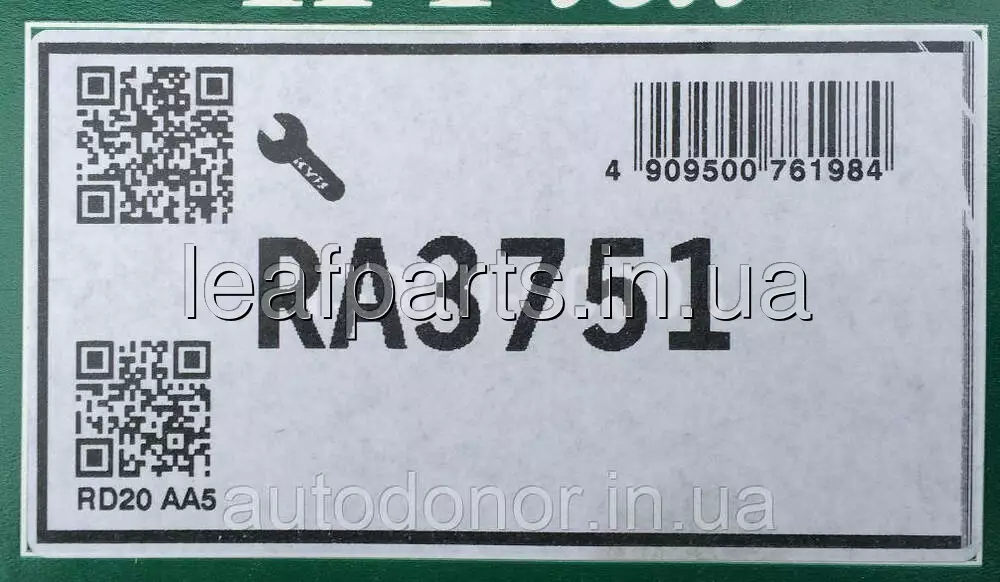 KYB
4 909500 761984
RA3751
leafparts.in.ua
RD20 AA5
autodonor.in.ua